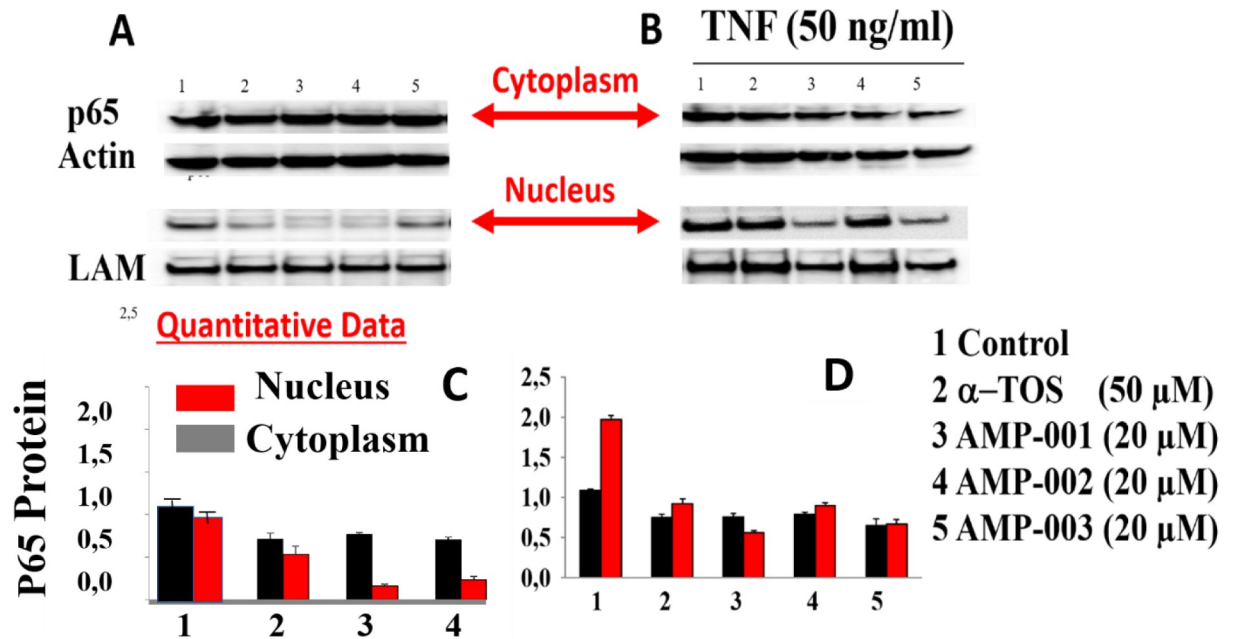 A
B
TNF (50 ng/ml)
1 2 3 4 5
Cytoplasm
1 2 3 4 5
p65
Actin
Nucleus
LAM
2,5
Quantitative Data
1 Control
2 α–TOS (50 µM)
3 AMP-001 (20 µM)
4 AMP-002 (20 µM)
5 AMP-003 (20 µM)
P65 Protein
Nucleus
Cytoplasm
C
2,0
1,5
1,0
0,5
0,0
1 2 3 4
D
2,5
2,0
1,5
1,0
0,5
0,0
1 2 3 4 5